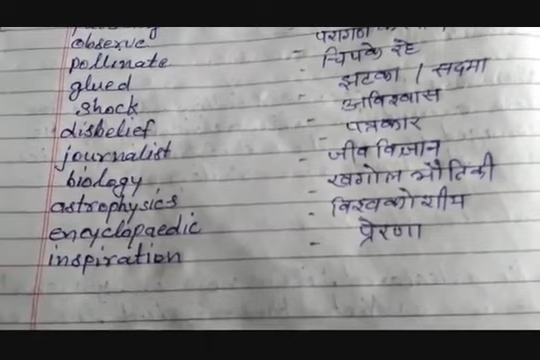 observe
pollinate - परागण
glued - चिपके रहे
shock - झटका / सदमा
disbelief - अविश्वास
journalist - पत्रकार
biology - जीव विज्ञान
astrophysics - खगोल भौतिकी
encyclopaedic - विश्वकोशीय
inspiration - प्रेरणा